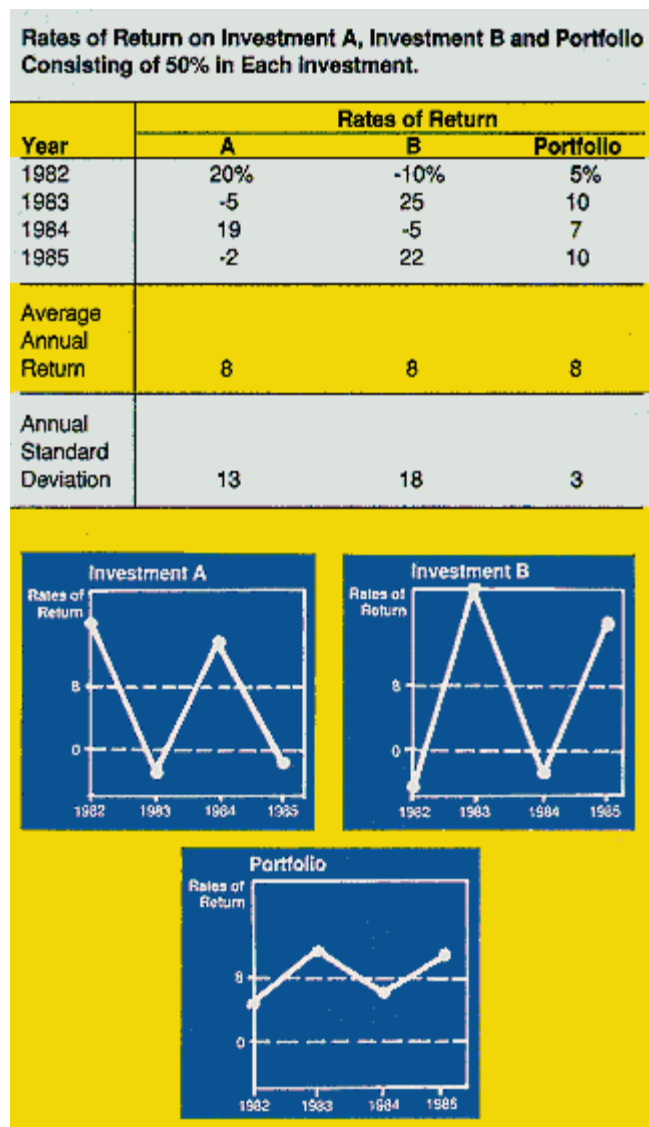 Rates of Return on Investment A, Investment B and Portfolio
Consisting of 50% in Each Investment.
Rates of Return
Year A B Portfolio
1982 20% -10% 5%
1983 -5 25 10
1984 19 -5 7
1985 -2 22 10
Average
Annual
Return 8 8 8
Annual
Standard
Deviation 13 18 3
Investment A
Rates of
Return
8
0
1982 1983 1984 1985
Investment B
Rates of
Return
8
0
1982 1983 1984 1985
Portfolio
Rates of
Return
8
0
1982 1983 1984 1985